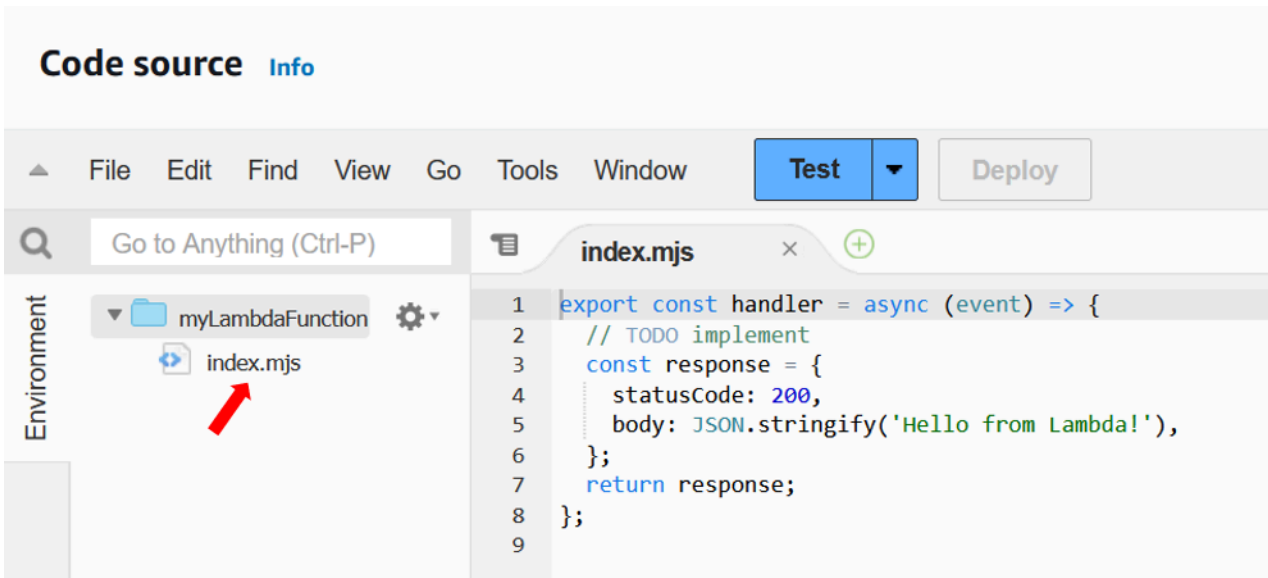 Code source Info
File Edit Find View Go Tools Window Test Deploy
Go to Anything (Ctrl-P)
index.mjs
Environment
myLambdaFunction
index.mjs
1 export const handler = async (event) => {
2   // TODO implement
3   const response = {
4     statusCode: 200,
5     body: JSON.stringify('Hello from Lambda!'),
6   };
7   return response;
8 };
9